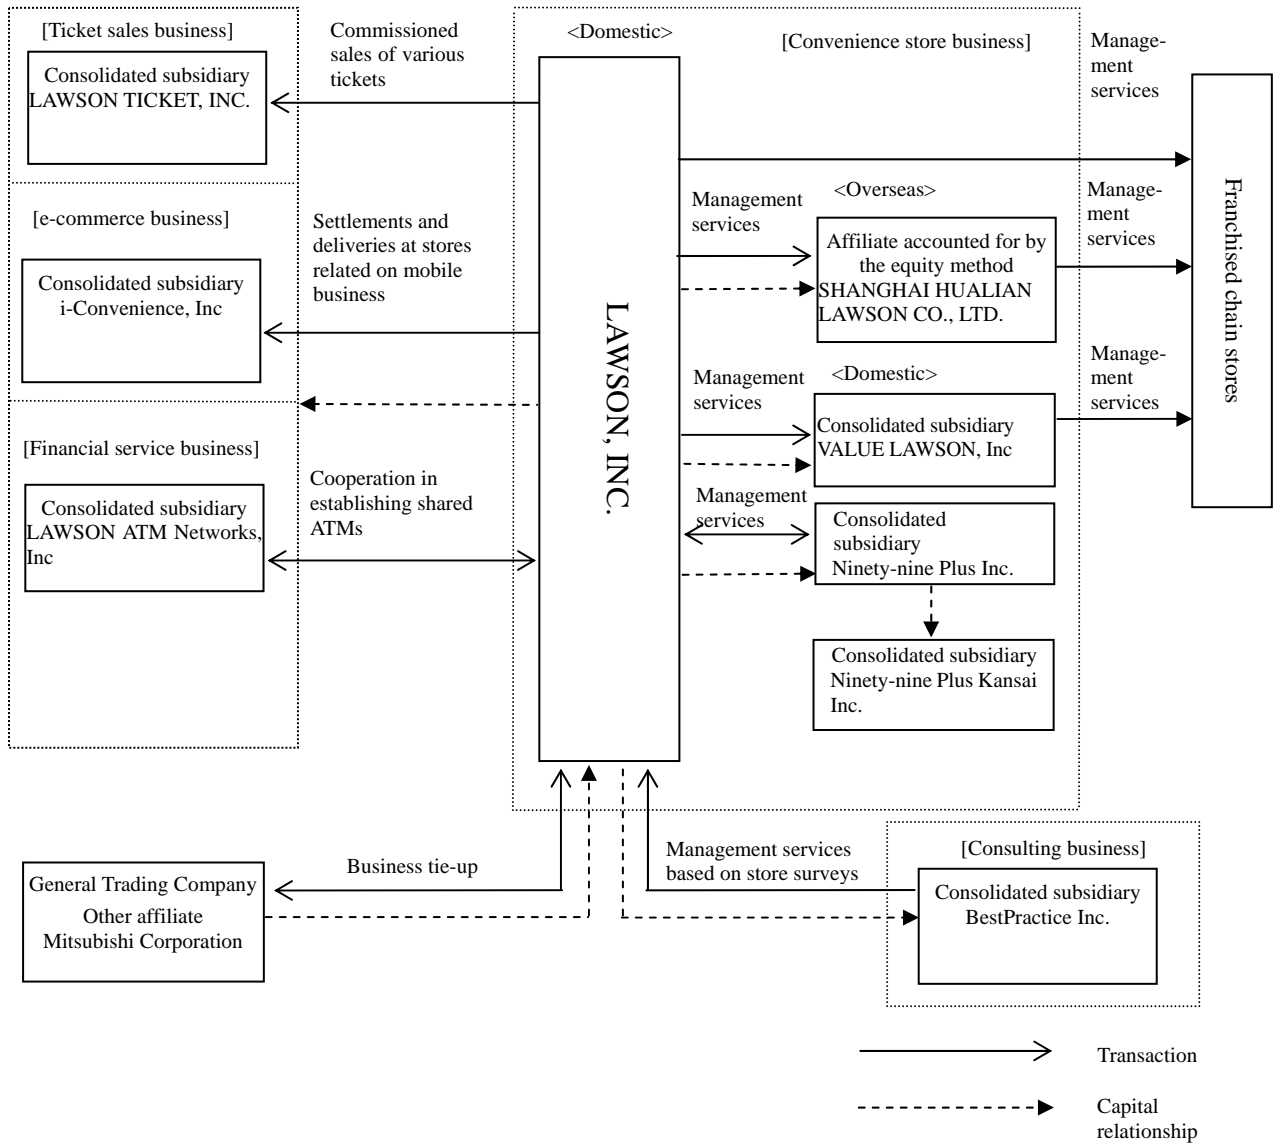 [Ticket sales business]
Consolidated subsidiary
LAWSON TICKET, INC.
Commissioned
sales of various
tickets
[e-commerce business]
Consolidated subsidiary
i-Convenience, Inc
Settlements and
deliveries at stores
related on mobile
business
[Financial service business]
Consolidated subsidiary
LAWSON ATM Networks,
Inc
Cooperation in
establishing shared
ATMs
<Domestic>
[Convenience store business]
LAWSON, INC.
Manage-
ment
services
Management
services
<Overseas>
Affiliate accounted for by
the equity method
SHANGHAI HUALIAN
LAWSON CO., LTD.
Manage-
ment
services
Management
services
<Domestic>
Consolidated subsidiary
VALUE LAWSON, Inc
Manage-
ment
services
Management
services
Consolidated
subsidiary
Ninety-nine Plus Inc.
Consolidated subsidiary
Ninety-nine Plus Kansai
Inc.
Franchised chain stores
General Trading Company
Other affiliate
Mitsubishi Corporation
Business tie-up
Management services
based on store surveys
[Consulting business]
Consolidated subsidiary
BestPractice Inc.
Transaction
Capital
relationship